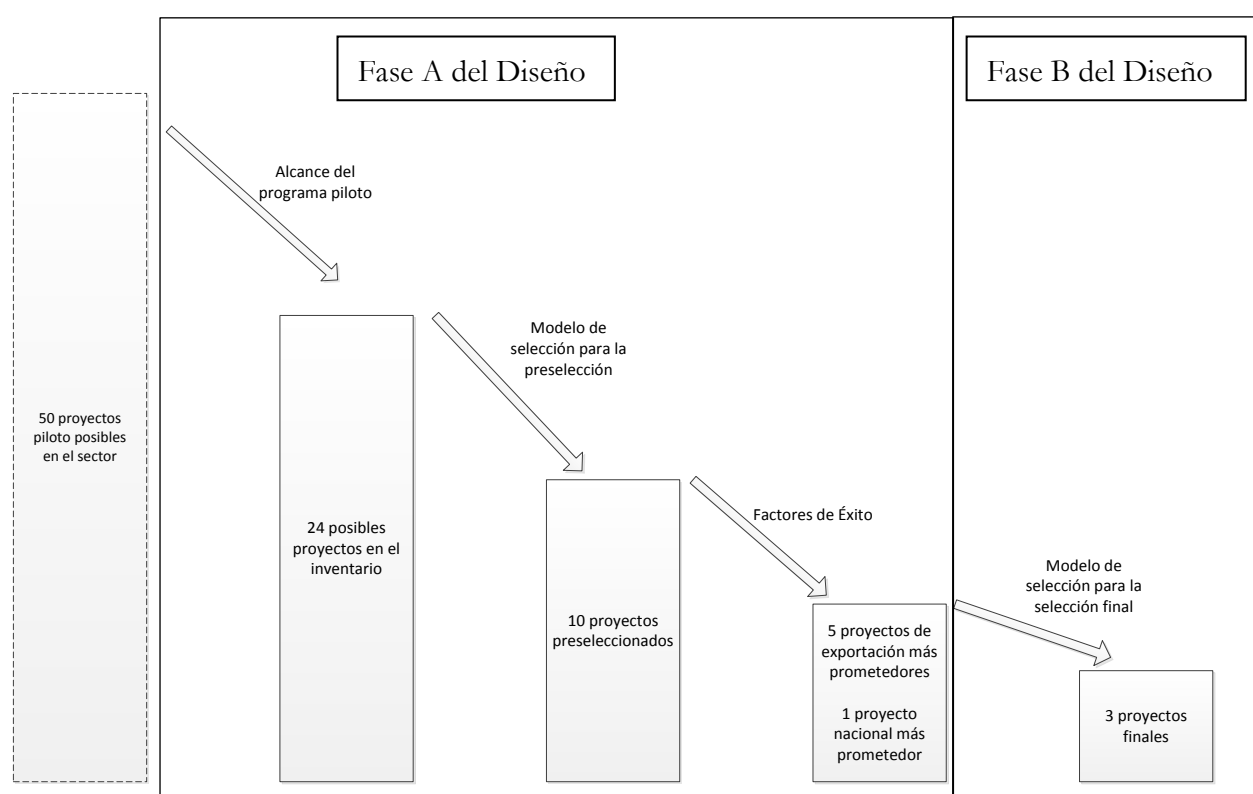 Fase A del Diseño
Fase B del Diseño
Alcance del
programa piloto
Modelo de
selección para la
preselección
50 proyectos
piloto posibles
en el sector
24 posibles
proyectos en el
inventario
Factores de Éxito
10 proyectos
preseleccionados
Modelo de
selección para la
selección final
5 proyectos de
exportación más
prometedores
1 proyecto
nacional más
prometedor
3 proyectos
finales